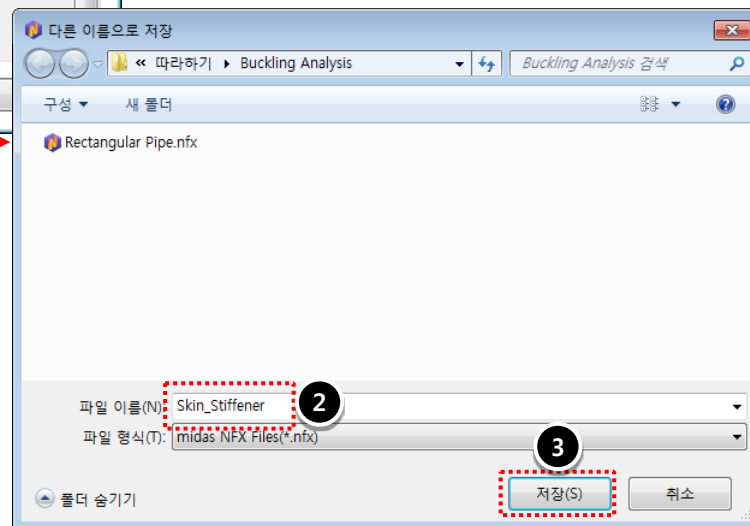 다른 이름으로 저장
« 따라하기 Buckling Analysis
Buckling Analysis 검색
구성 새 폴더
Rectangular Pipe.nfx
파일 이름(N): Skin_Stiffener
2
파일 형식(T): midas NFX Files(*.nfx)
3
폴더 숨기기
저장(S) 취소